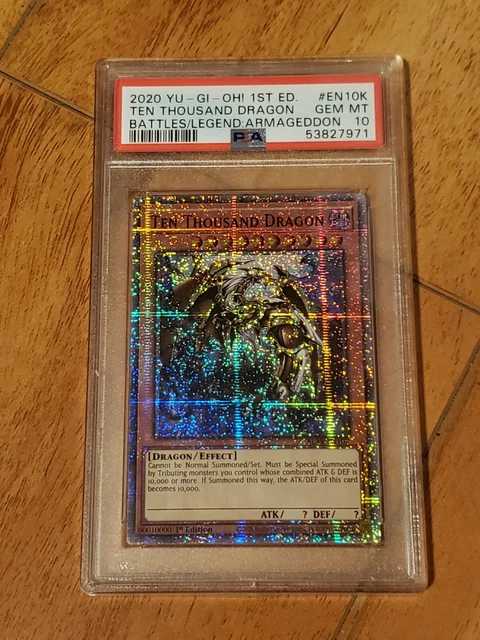 2020 YU-GI-OH! 1ST ED. #EN10K
TEN THOUSAND DRAGON GEM MT
BATTLES/LEGEND:ARMAGEDDON 10
PSA 53827971
TEN THOUSAND DRAGON
[DRAGON/EFFECT]
Cannot be Normal Summoned/Set. Must be Special Summoned
by Tributing monsters you control whose combined ATK & DEF is
10,000 or more. If Summoned this way, the ATK/DEF of this card
becomes 10,000.
ATK/ ? DEF/ ?
1st Edition